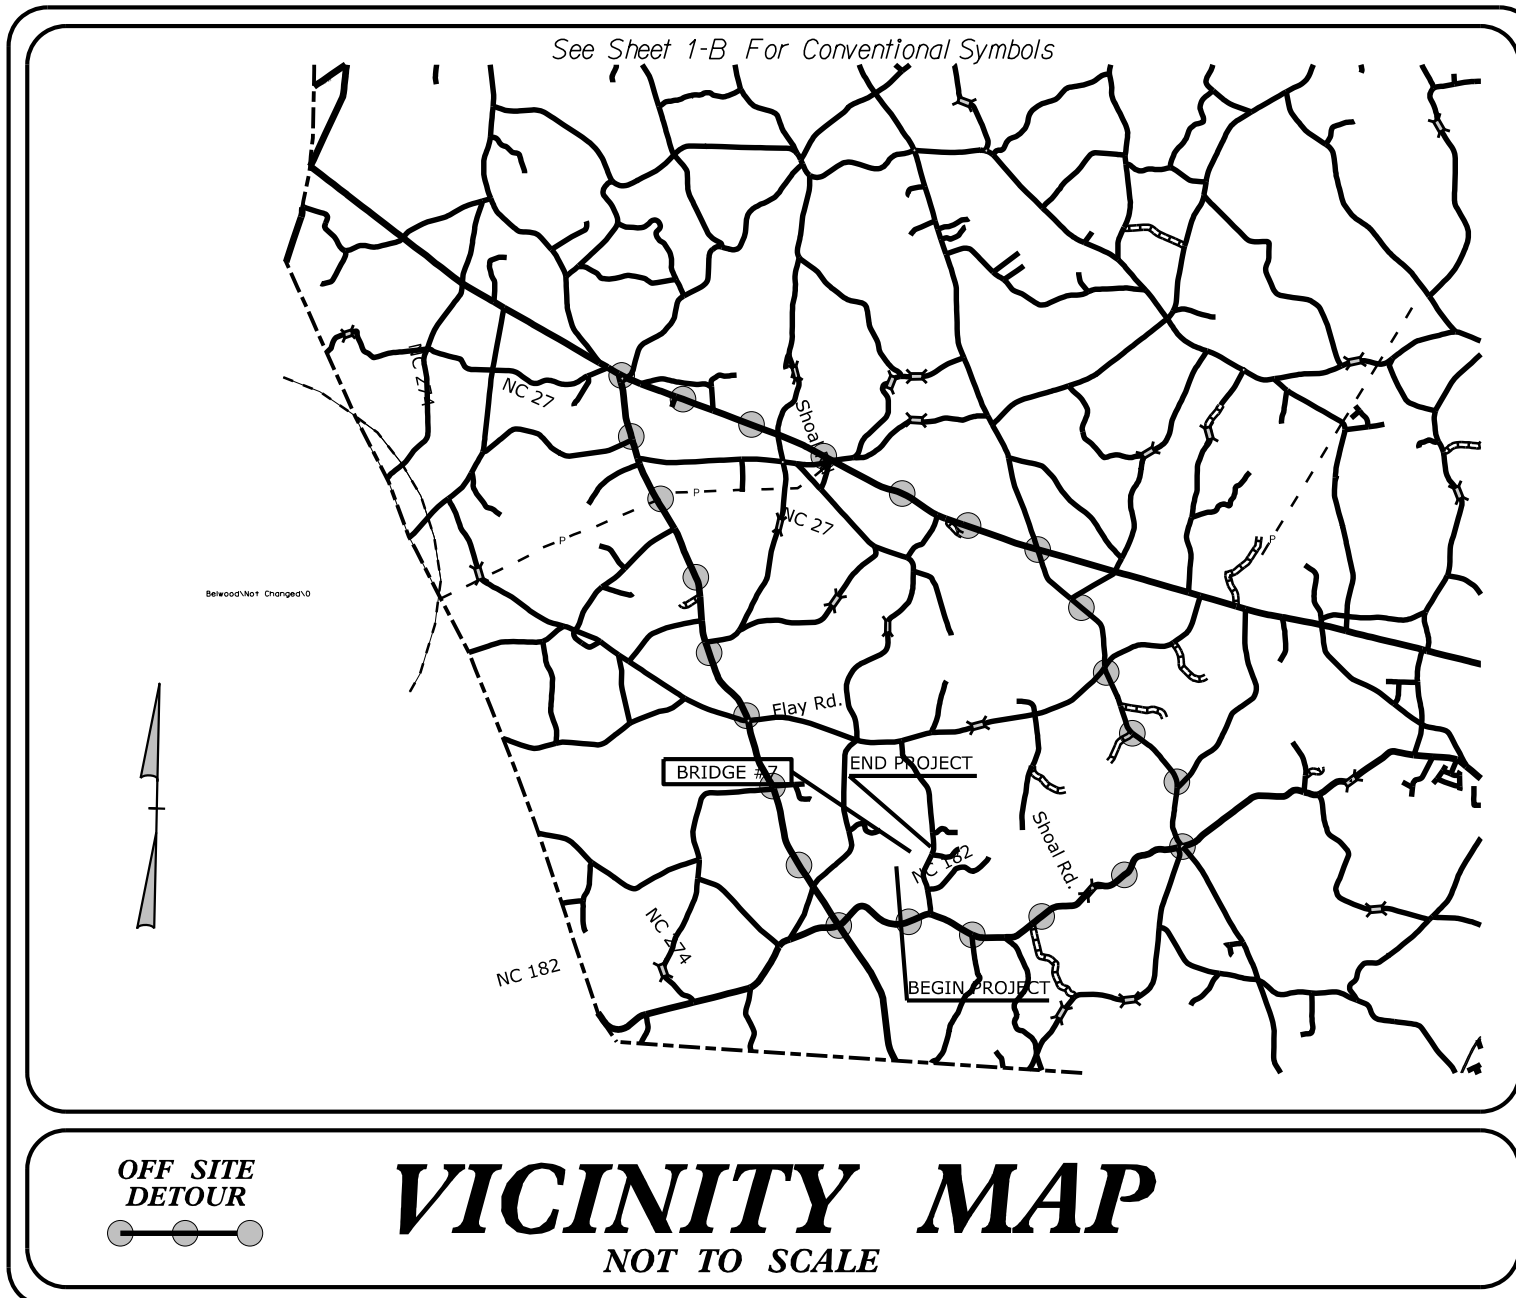 See Sheet 1-B For Conventional Symbols
NC 274
NC 27
Shoal
P
NC 27
P
P
Belwood\Not Changed\0
Flay Rd.
BRIDGE #7
END PROJECT
Shoal Rd.
NC 182
NC 274
NC 182
BEGIN PROJECT
OFF SITE
DETOUR
VICINITY MAP
NOT TO SCALE